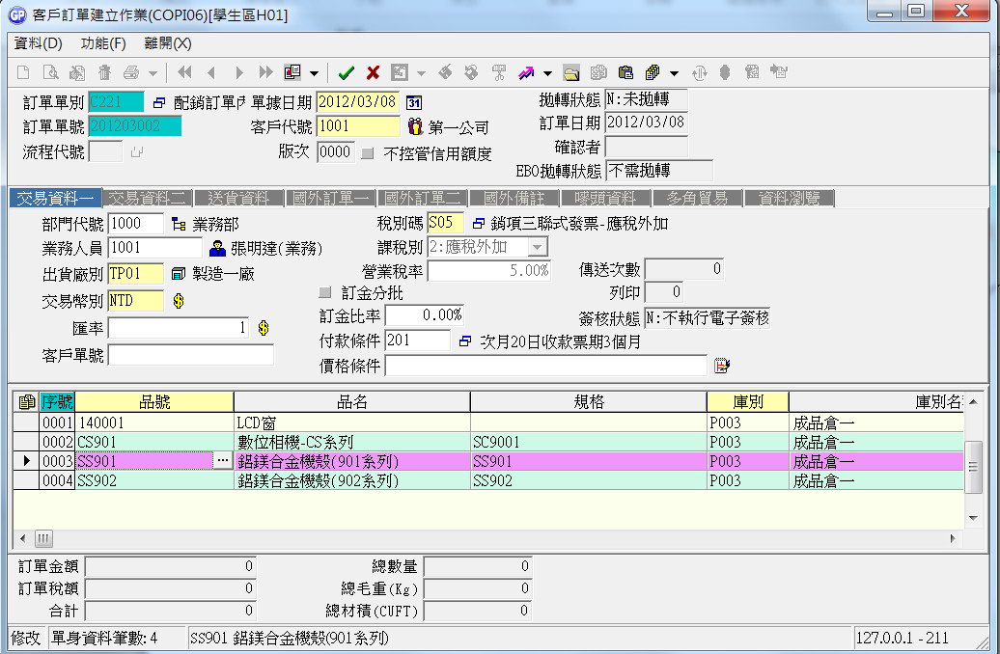 客戶訂單建立作業(COPI06)[學生區H01]
資料(D) 功能(F) 離開(X)
訂單單別 C221 配銷訂單 單據日期 2012/03/08 拋轉狀態 N:未拋轉
訂單單號 201203002 客戶代號 1001 第一公司 訂單日期 2012/03/08
流程代號 版次 0000 不控管信用額度 確認者
EBO拋轉狀態 不需拋轉
交易資料一 交易資料二 送貨資料 國外訂單一 國外訂單二 國外備註 嘜頭資料 多角貿易 資料瀏覽
部門代號 1000 業務部 稅別碼 S05 銷項三聯式發票-應稅外加
業務人員 1001 張明達(業務) 課稅別 2:應稅外加
出貨廠別 TP01 製造一廠 營業稅率 5.00% 傳送次數 0
交易幣別 NTD 訂金分批 列印 0
匯率 1 訂金比率 0.00% 簽核狀態 N:不執行電子簽核
客戶單號 付款條件 201 次月20日收款票期3個月
價格條件
序號 品號 品名 規格 庫別 庫別名
0001 140001 LCD窗 P003 成品倉一
0002 CS901 數位相機-CS系列 SC9001 P003 成品倉一
0003 SS901 鋁鎂合金機殼(901系列) SS901 P003 成品倉一
0004 SS902 鋁鎂合金機殼(902系列) SS902 P003 成品倉一
訂單金額 0 總數量 0
訂單稅額 0 總毛重(Kg) 0
合計 0 總材積(CUFT) 0
修改 單身資料筆數: 4 SS901 鋁鎂合金機殼(901系列) 127.0.0.1 - 211